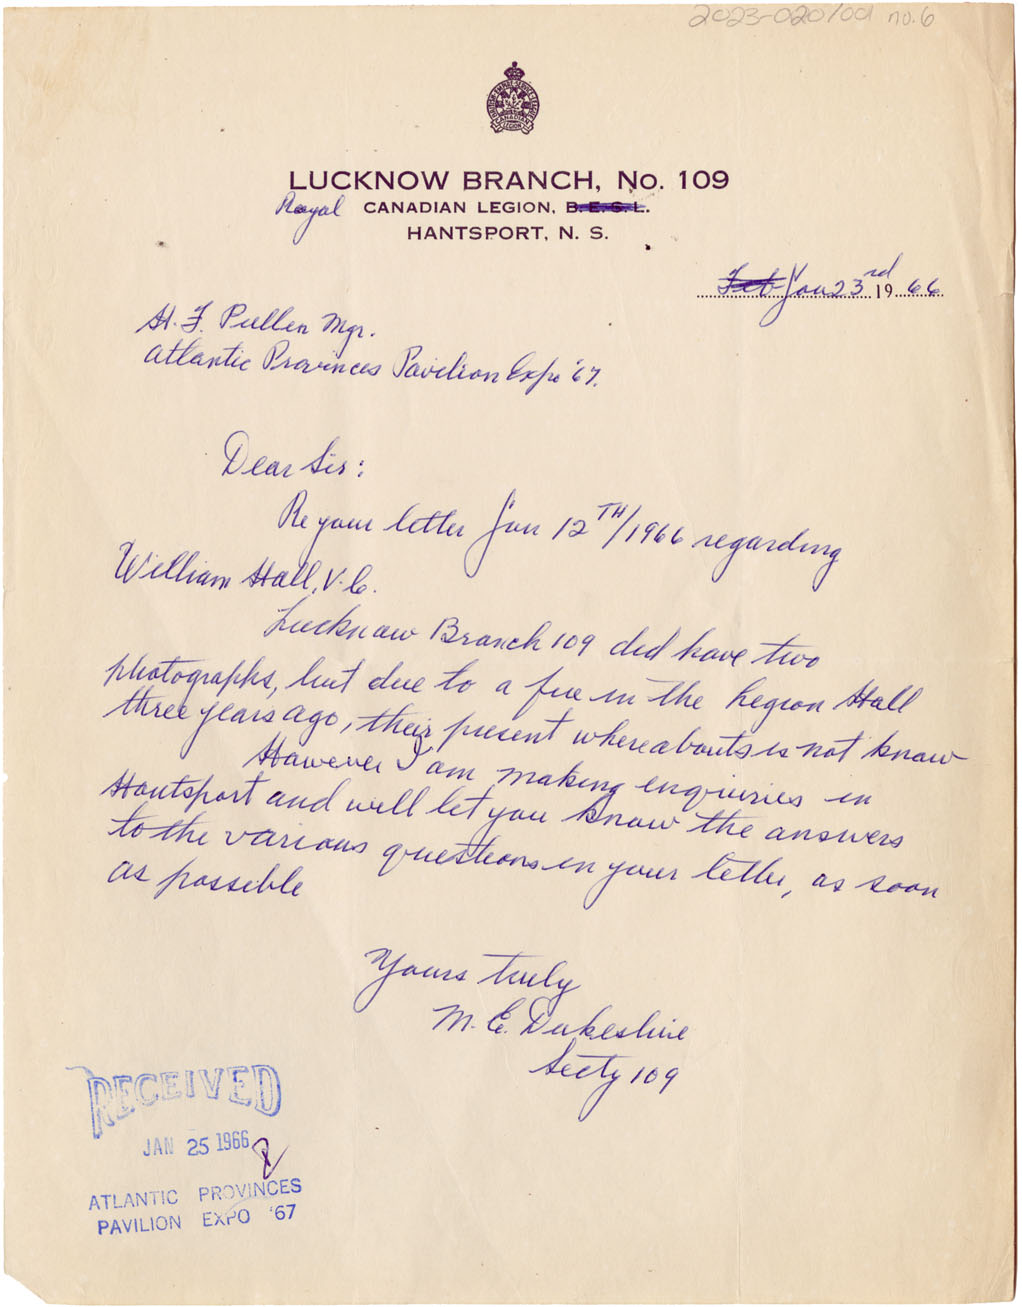 2023-020/001 no. 6
LUCKNOW BRANCH, No. 109
Royal CANADIAN LEGION, B.E.S.L.
HANTSPORT, N. S.
Feb Jan 23rd 1966
H. F. Pullen Mgr.
Atlantic Provinces Pavilion Expo '67.
Dear Sir:
Re your letter Jan 12TH/1966 regarding
William Hall, V.C.
Lucknow Branch 109 did have two
photographs, but due to a fire in the Legion Hall
three years ago, their present whereabouts is not know
However I am making enquiries in
Hantsport and will let you know the answers
to the various questions in your letter, as soon
as possible
Yours truly
M. E. Dukeshire
Secty 109
RECEIVED
JAN 25 1966
ATLANTIC PROVINCES
PAVILION EXPO '67